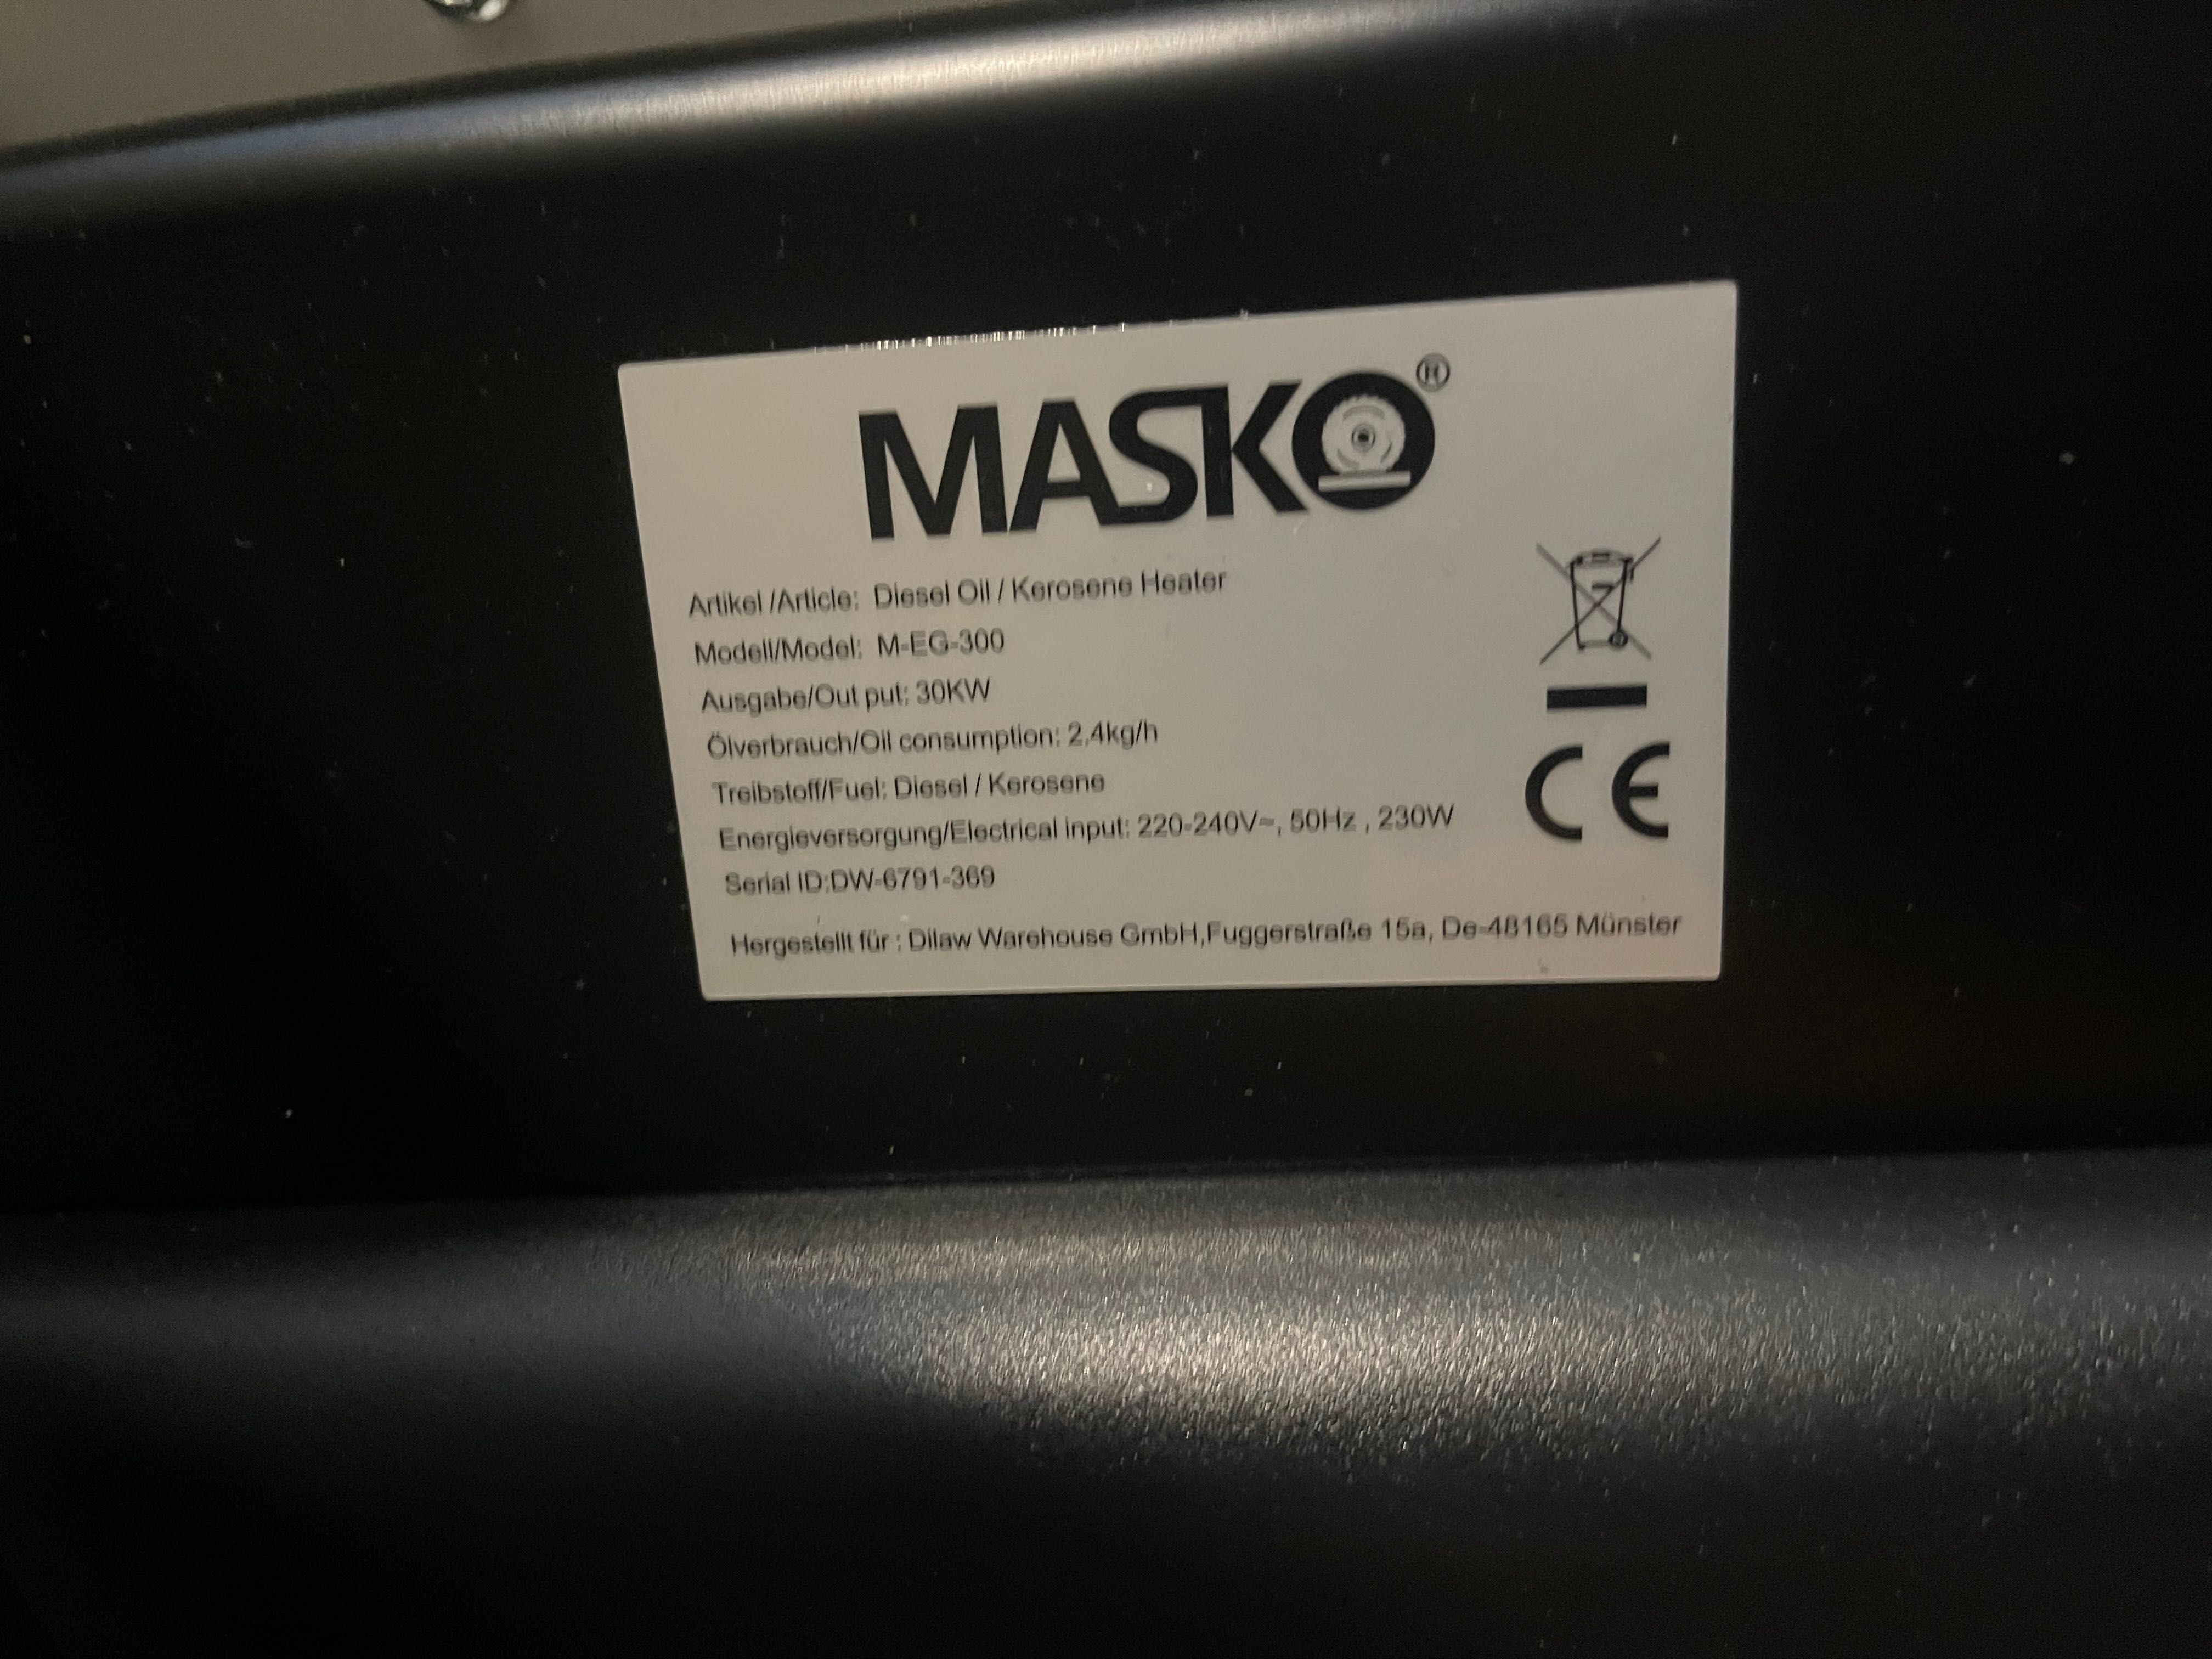 MASKO®
Artikel /Article: Diesel Oil / Kerosene Heater
Modell/Model: M-EG-300
Ausgabe/Out put: 30KW
Ölverbrauch/Oil consumption: 2.4kg/h
Treibstoff/Fuel: Diesel / Kerosene
Energieversorgung/Electrical input: 220-240V~, 50Hz , 230W
Serial ID:DW-6791-369
Hergestellt für : Dilaw Warehouse GmbH,Fuggerstraße 15a, De-48165 Münster
CE